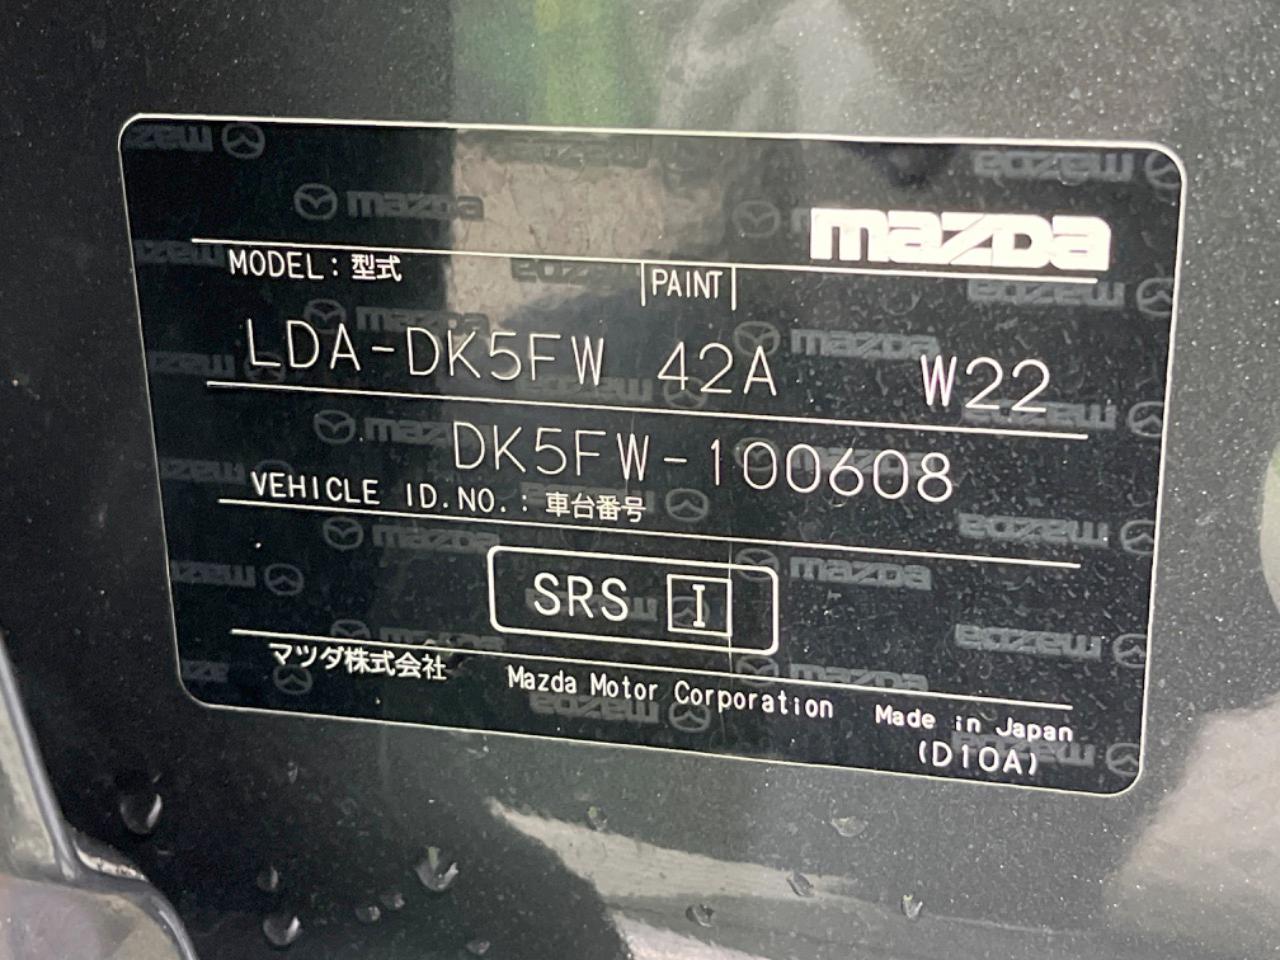 mazda
MODEL:型式 PAINT
LDA-DK5FW 42A W22
DK5FW-100608
VEHICLE ID.NO.:車台番号
SRS I
マツダ株式会社 Mazda Motor Corporation Made in Japan
(D10A)